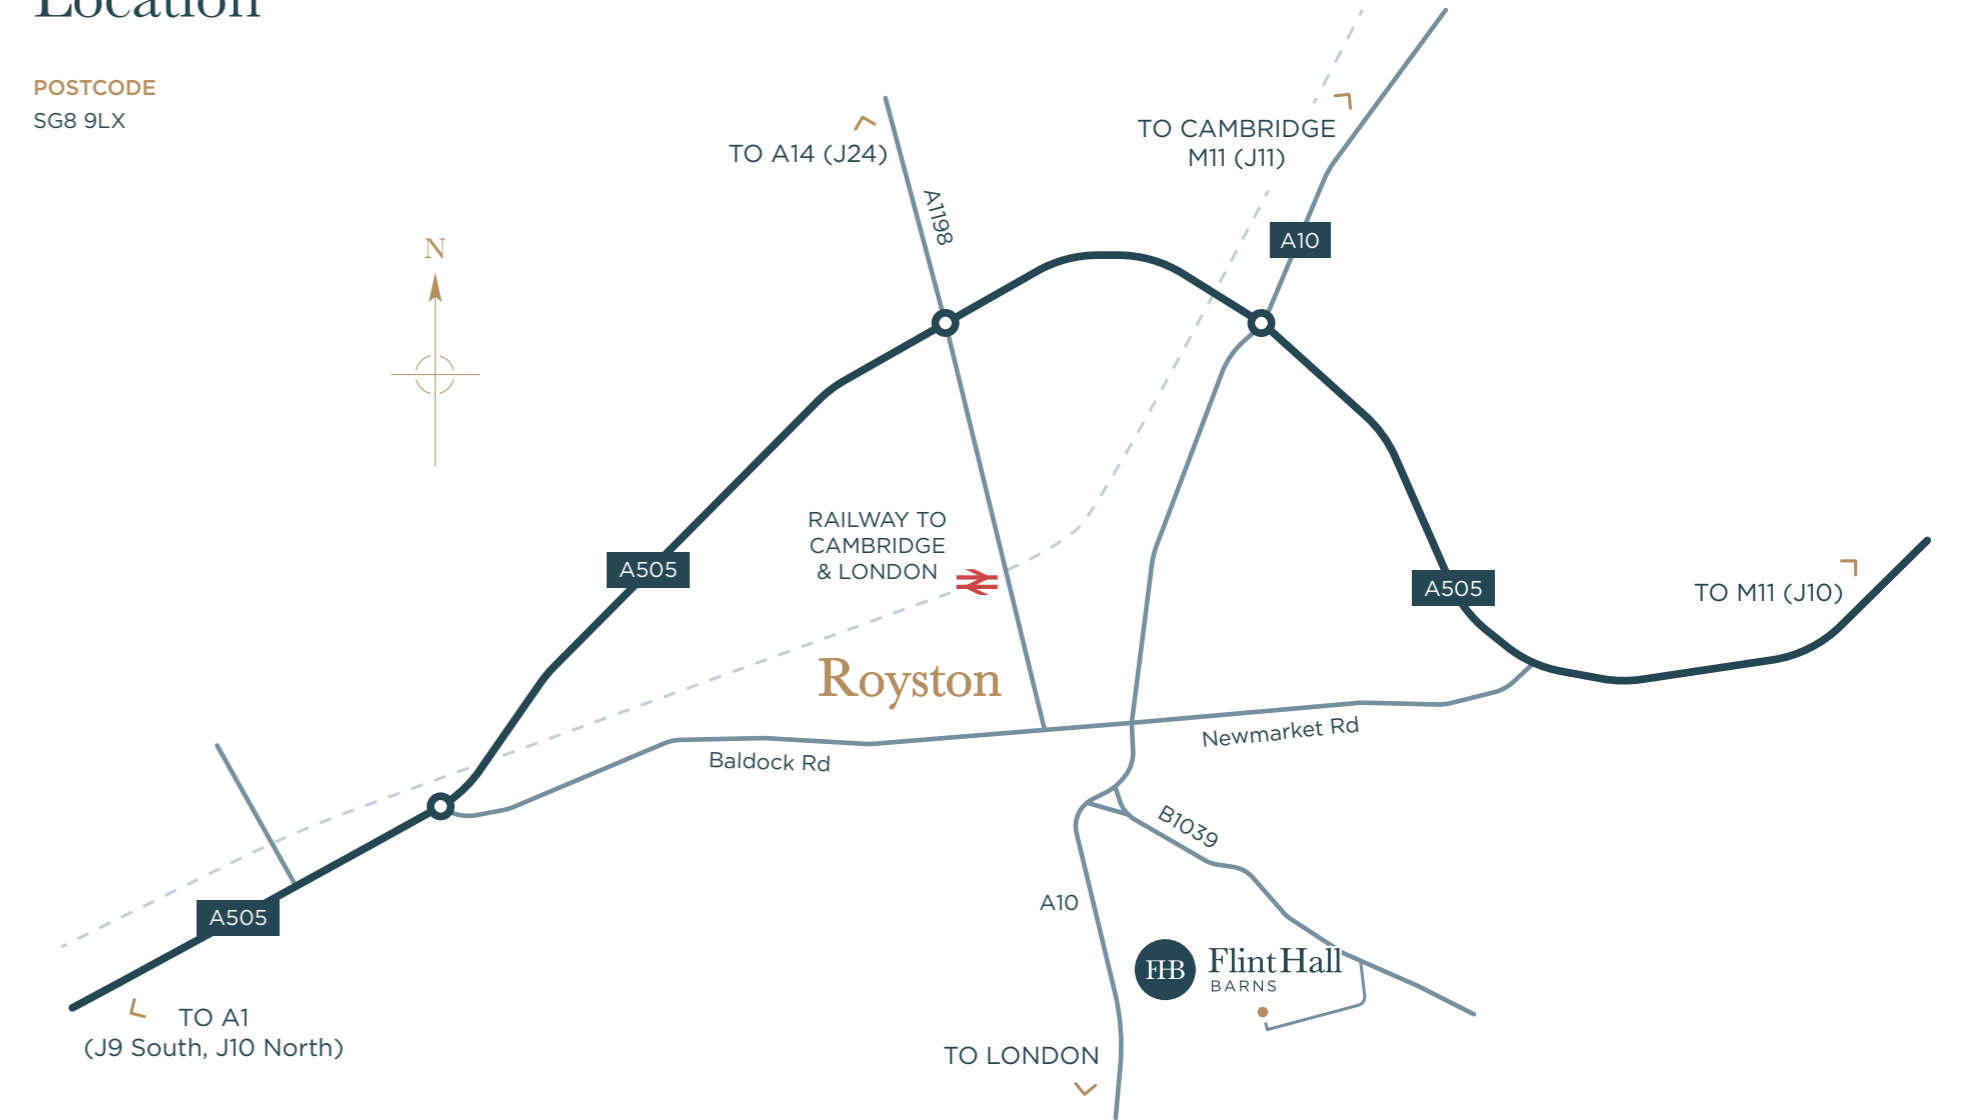 Location
POSTCODE
SG8 9LX
TO A14 (J24)
A1198
TO CAMBRIDGE
M11 (J11)
A10
N
RAILWAY TO
CAMBRIDGE
& LONDON
A505
A505
TO M11 (J10)
Royston
Baldock Rd
Newmarket Rd
B1039
A10
A505
FHB
Flint Hall
BARNS
TO A1
(J9 South, J10 North)
TO LONDON